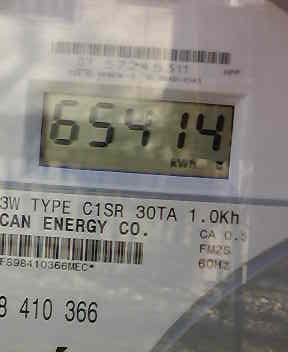 65414
kWh
3W TYPE C1SR 30TA 1.0Kh
CAN ENERGY CO.
CA 0.5
FM2S
60Hz
FS98410366MEC*
8 410 366